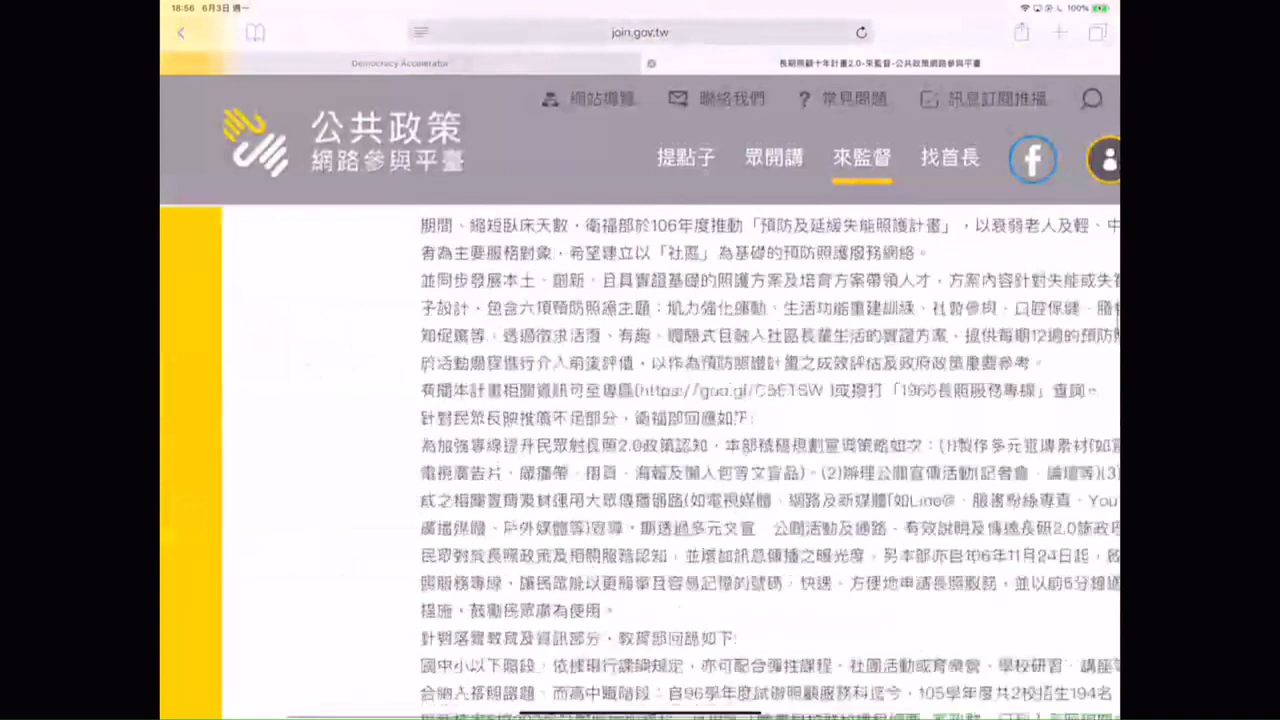 18:56 6月3日 週一
100%
join.gov.tw
Democracy Accelerator
長期照顧十年計畫2.0-來監督-公共政策網路參與平臺
網站導覽 聯絡我們 常見問題 訊息訂閱推播
公共政策
網路參與平臺
提點子 眾開講 來監督 找首長
期間、縮短臥床天數,衛福部於106年度推動「預防及延緩失能照護計畫」,以衰弱老人及輕、中
者為主要服務對象,希望建立以「社區」為基礎的預防照護服務網絡。
並同步發展本土、創新、且具實證基礎的照護方案及培育方案帶領人才,方案內容針對失能或失智
子設計,包含六項預防照護主題:肌力強化運動、生活功能重建訓練、社會參與、口腔保健、膳食
知促進等,透過徵求活潑、有趣、體驗式且融入社區長輩生活的實證方案、提供每期12週的預防照
於活動過程進行介入前後評值,以作為預防照護計畫之成效評估及政府政策重要參考。
有關本計畫相關資訊可至專區(https://goo.gl/ )或撥打「1966長照服務專線」查詢。
針對民眾長照推廣不足部分,衛福部回應如下:
為加強專線提升民眾對長照2.0政策認知,本部積極規劃宣導策略如次:(1)製作多元宣傳素材(如宣
電視廣告片、廣播帶、摺頁、海報及懶人包等文宣品)。(2)辦理公關宣傳活動(記者會、論壇等)(3)
成之相關宣傳及 運用大眾傳播通路(如電視媒體、網路及新媒體(如Line@、臉書粉絲專頁、You
廣播媒體、戶外媒體等)宣導,期透過多元文宣、公關活動及通路、有效說明及傳達長照2.0施政
民眾對於長照政策及相關服務認知,並增加訊息傳播之曝光度,另本部亦自106年11月24日起,啟
照服務專線,讓民眾能以更簡單且容易記憶的號碼,快速、方便地申請長照服務,並以前5分鐘通
措施,鼓勵民眾廣為使用。
針對落實教育及資訊部分,教育部回應如下:
國中小以下階段,依據現行課綱規定,亦可配合彈性課程、社團活動或育樂營、學校研習、講座等
合納入長照議題、而高中職階段:自96學年度試辦照顧服務科迄今,105學年度共2校招生194名